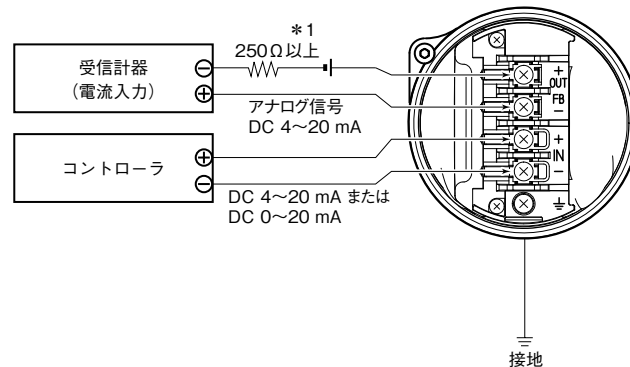 ＊1
250Ω以上
受信計器
（電流入力）
⊖
⊕
アナログ信号
DC 4～20 mA
コントローラ
⊕
⊖
DC 4～20 mA または
DC 0～20 mA
＋
OUT
FB
－
＋
IN
－
接地